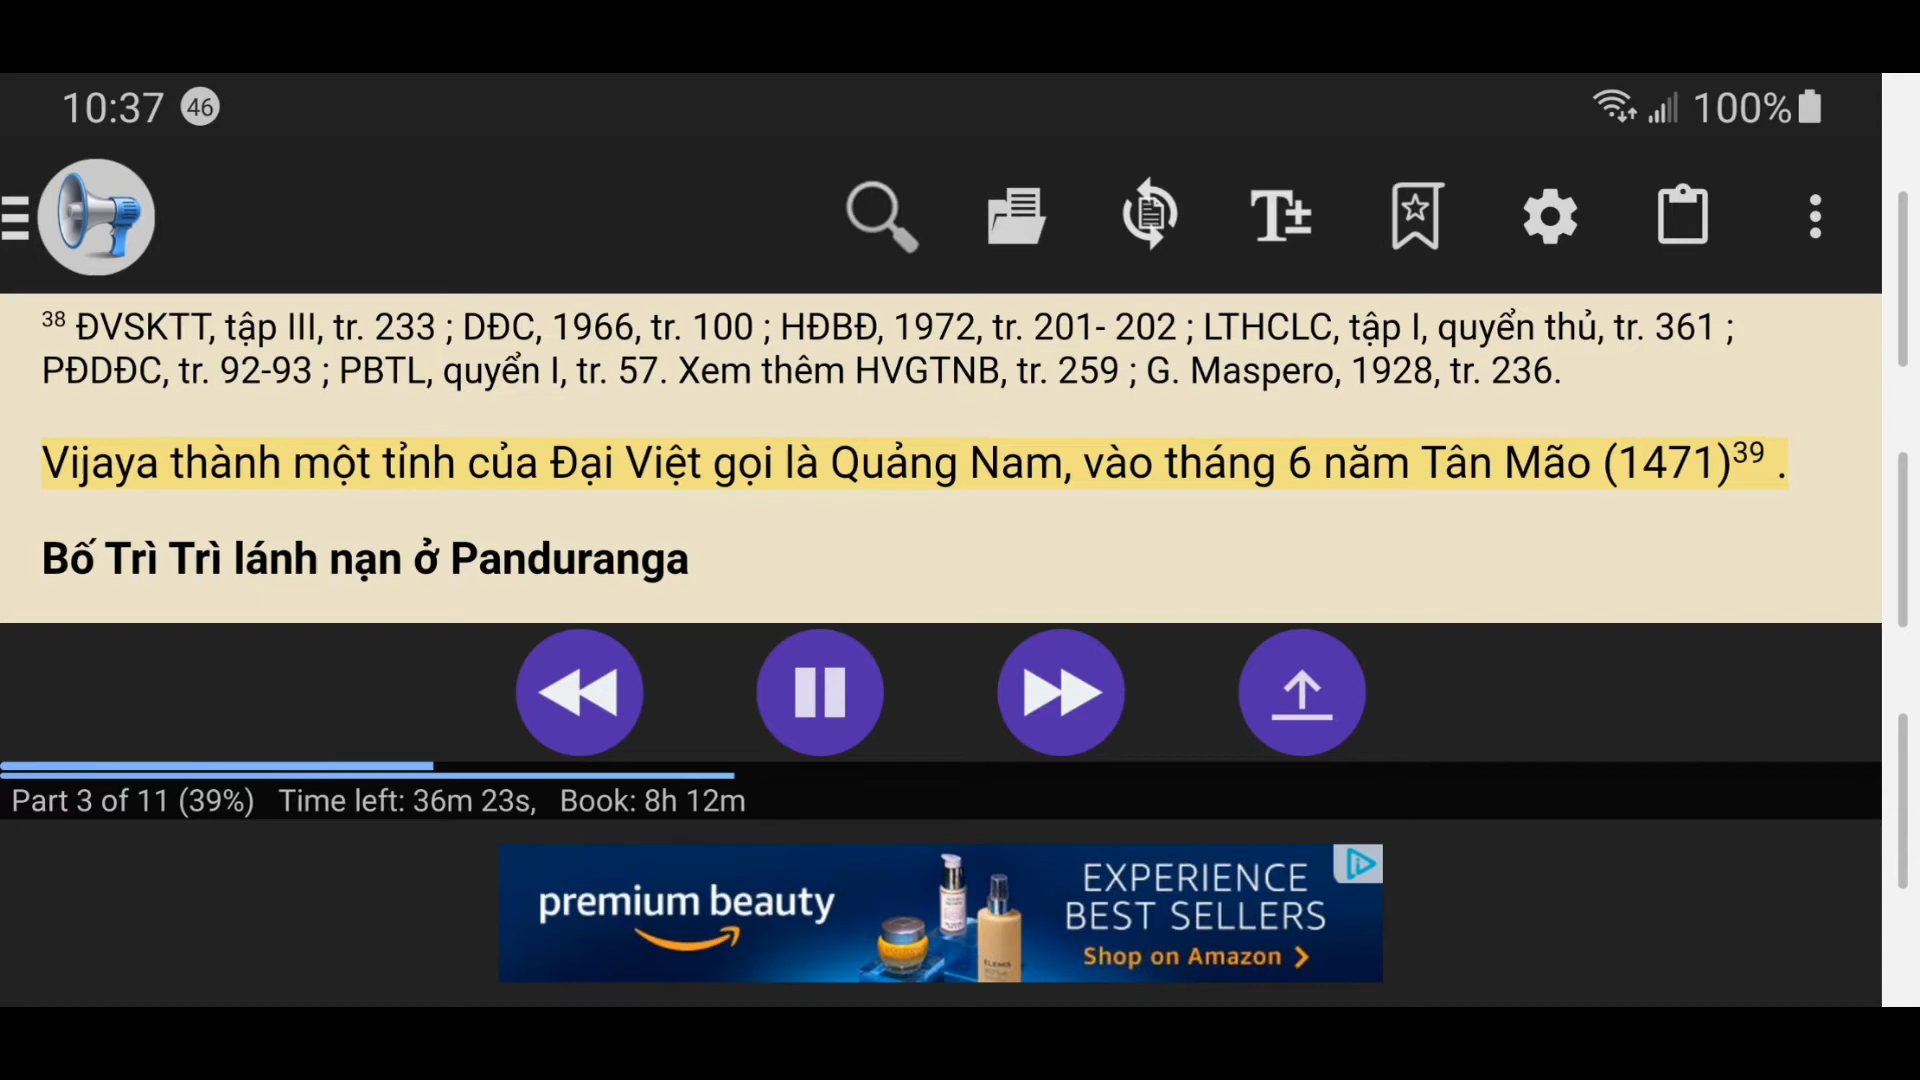 10:37 46 100%
T±
38 ĐVSKTT, tập III, tr. 233 ; DĐC, 1966, tr. 100 ; HĐBĐ, 1972, tr. 201- 202 ; LTHCLC, tập I, quyển thủ, tr. 361 ;
PĐDĐC, tr. 92-93 ; PBTL, quyển I, tr. 57. Xem thêm HVGTNB, tr. 259 ; G. Maspero, 1928, tr. 236.
Vijaya thành một tỉnh của Đại Việt gọi là Quảng Nam, vào tháng 6 năm Tân Mão (1471)39 .
Bố Trì Trì lánh nạn ở Panduranga
Part 3 of 11 (39%) Time left: 36m 23s, Book: 8h 12m
premium beauty
EXPERIENCE
BEST SELLERS
Shop on Amazon
ELEMIS